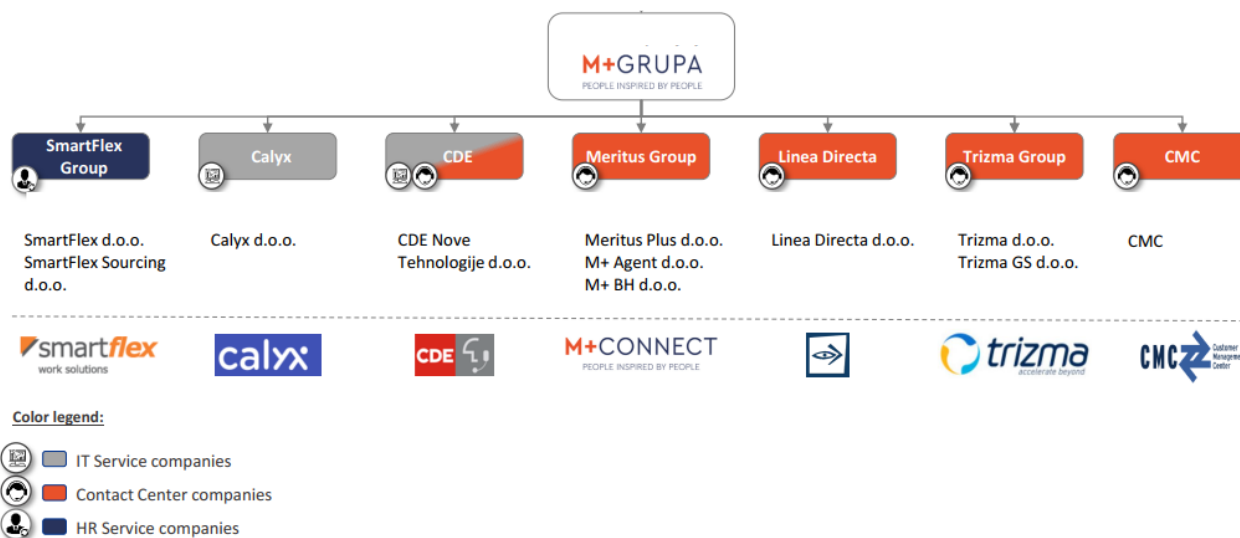 M+GRUPA
PEOPLE INSPIRED BY PEOPLE
SmartFlex
Group
Calyx
CDE
Meritus Group
Linea Directa
Trizma Group
CMC
SmartFlex d.o.o.
SmartFlex Sourcing
d.o.o.
Calyx d.o.o.
CDE Nove
Tehnologije d.o.o.
Meritus Plus d.o.o.
M+ Agent d.o.o.
M+ BH d.o.o.
Linea Directa d.o.o.
Trizma d.o.o.
Trizma GS d.o.o.
CMC
smartflex
work solutions
calyx
CDE
M+CONNECT
PEOPLE INSPIRED BY PEOPLE
trizma
accelerate beyond
CMC
Customer
Center
Color legend:
IT Service companies
Contact Center companies
HR Service companies